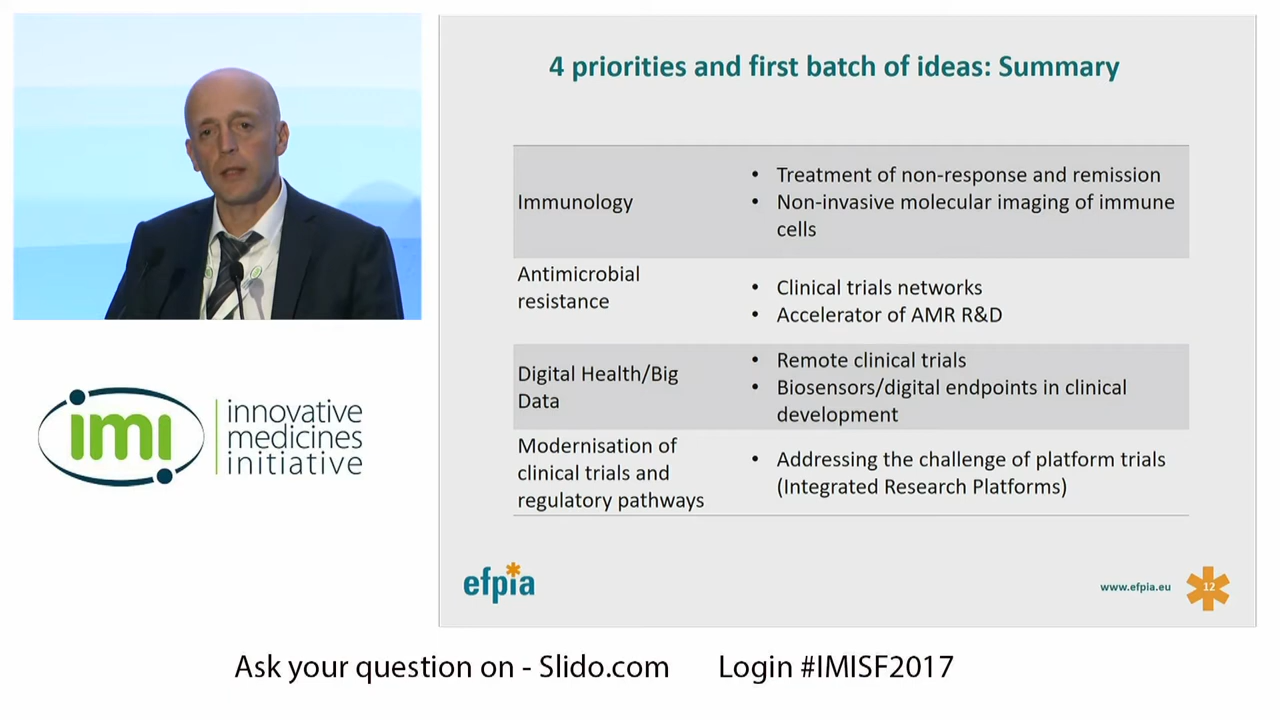 4 priorities and first batch of ideas: Summary
Immunology
• Treatment of non-response and remission
• Non-invasive molecular imaging of immune
cells
Antimicrobial
resistance
• Clinical trials networks
• Accelerator of AMR R&D
Digital Health/Big
Data
• Remote clinical trials
• Biosensors/digital endpoints in clinical
development
Modernisation of
clinical trials and
regulatory pathways
• Addressing the challenge of platform trials
(Integrated Research Platforms)
efpia
www.efpia.eu
12
imi
innovative
medicines
initiative
Ask your question on - Slido.com Login #IMISF2017